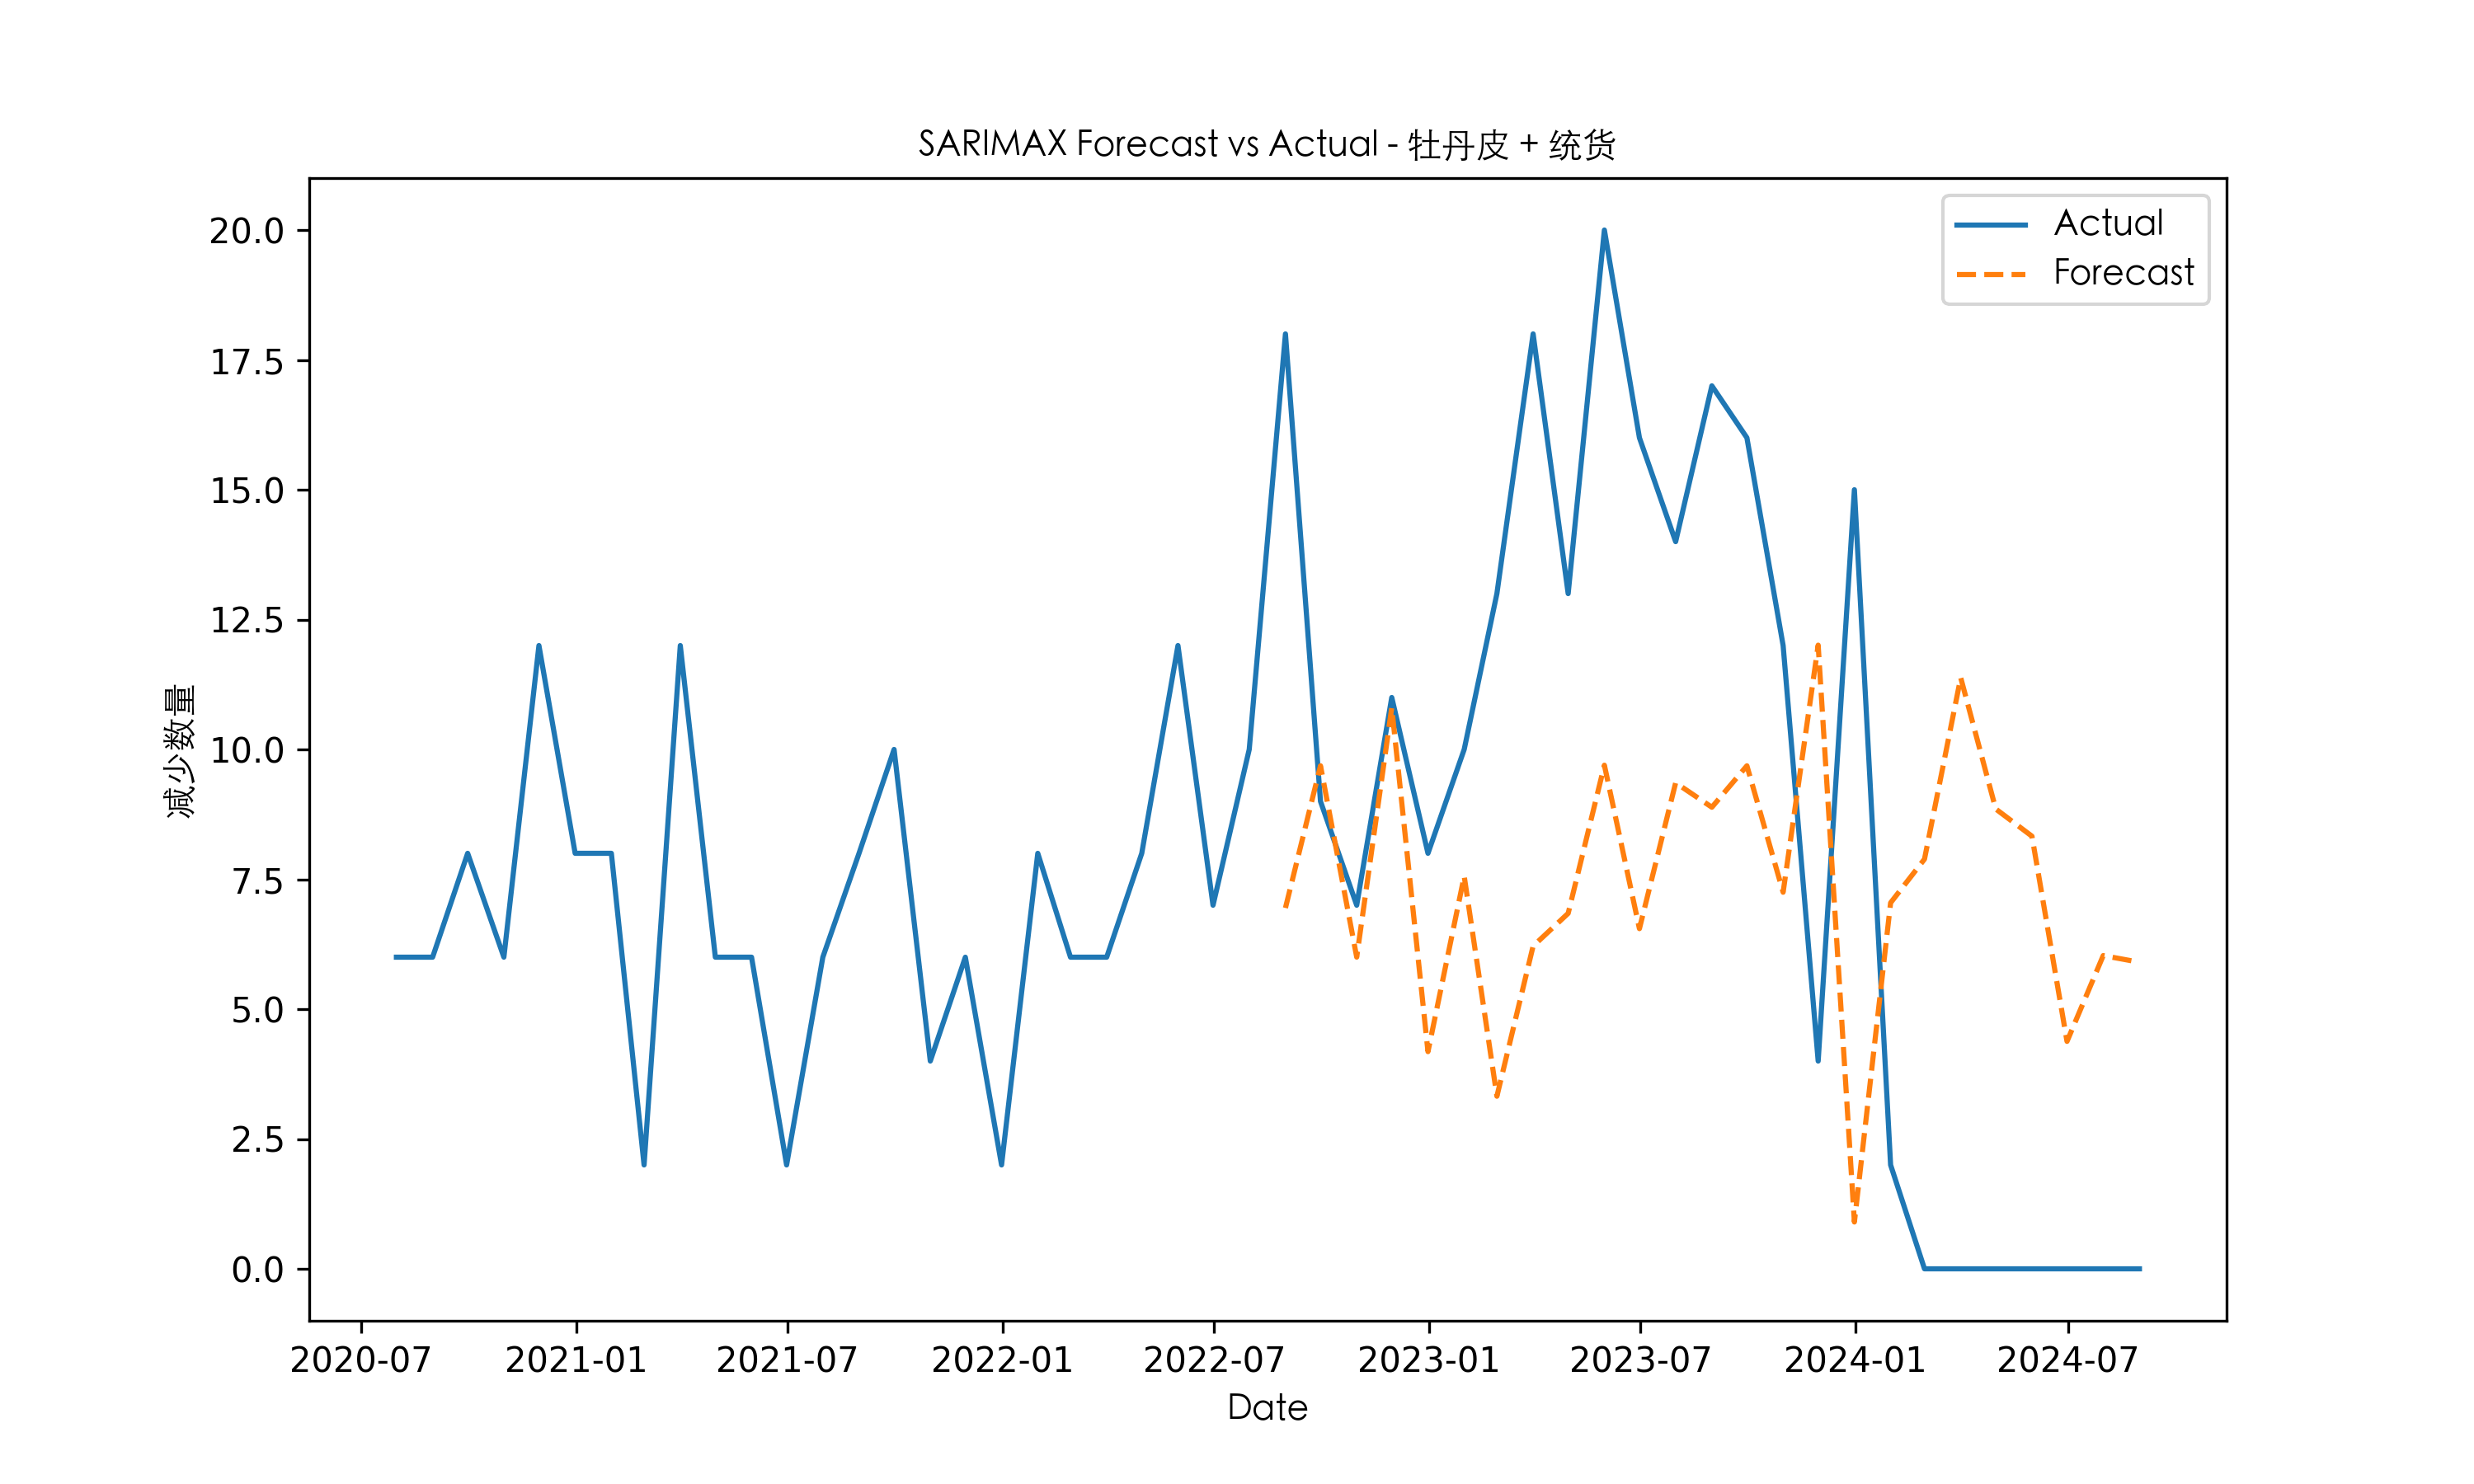 SARIMAX Forecast vs Actual - 牡丹皮 + 统货
Actual
Forecast
减少数量
20.0
17.5
15.0
12.5
10.0
7.5
5.0
2.5
0.0
2020-07 2021-01 2021-07 2022-01 2022-07 2023-01 2023-07 2024-01 2024-07
Date